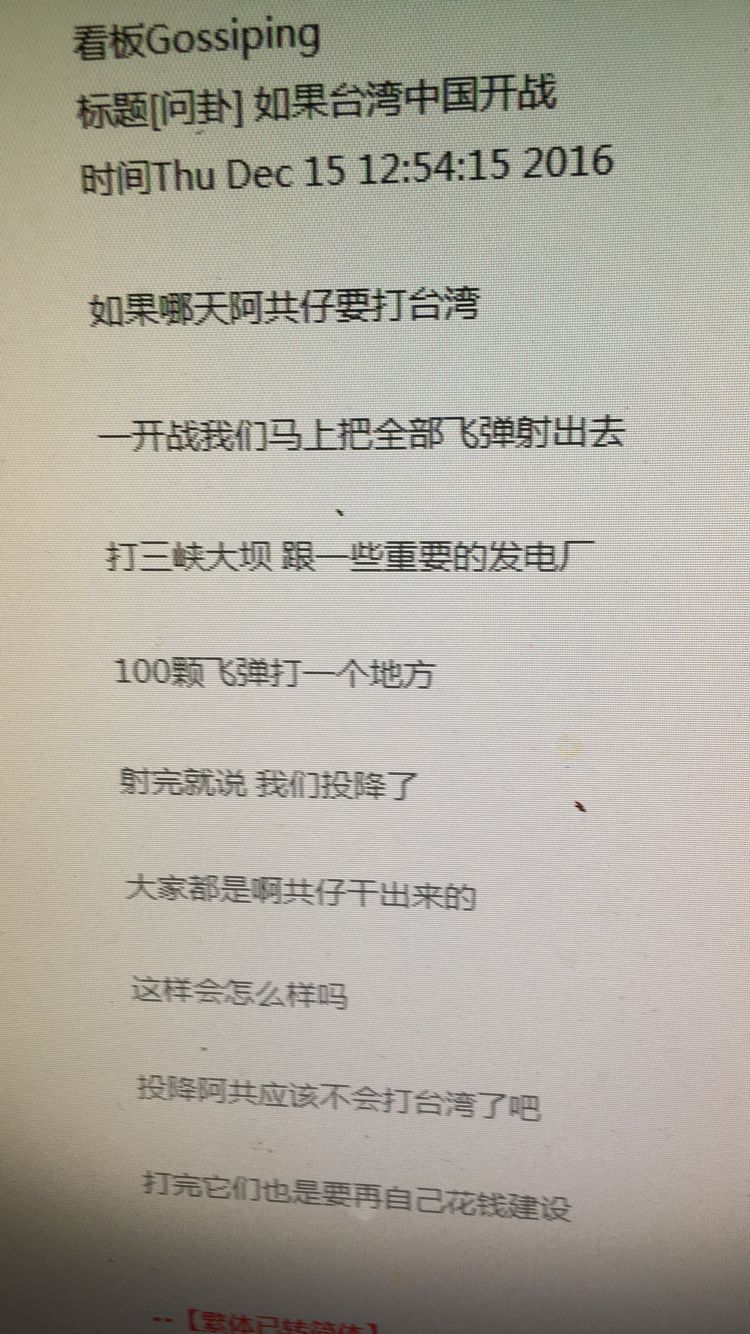 看板Gossiping
标题[问卦] 如果台湾中国开战
时间Thu Dec 15 12:54:15 2016
如果哪天阿共仔要打台湾
一开战我们马上把全部飞弹射出去
打三峡大坝 跟一些重要的发电厂
100颗飞弹打一个地方
射完就说 我们投降了
大家都是啊共仔干出来的
这样会怎么样吗
投降阿共应该不会打台湾了吧
打完它们也是要再自己花钱建设
--【繁体已转简体】